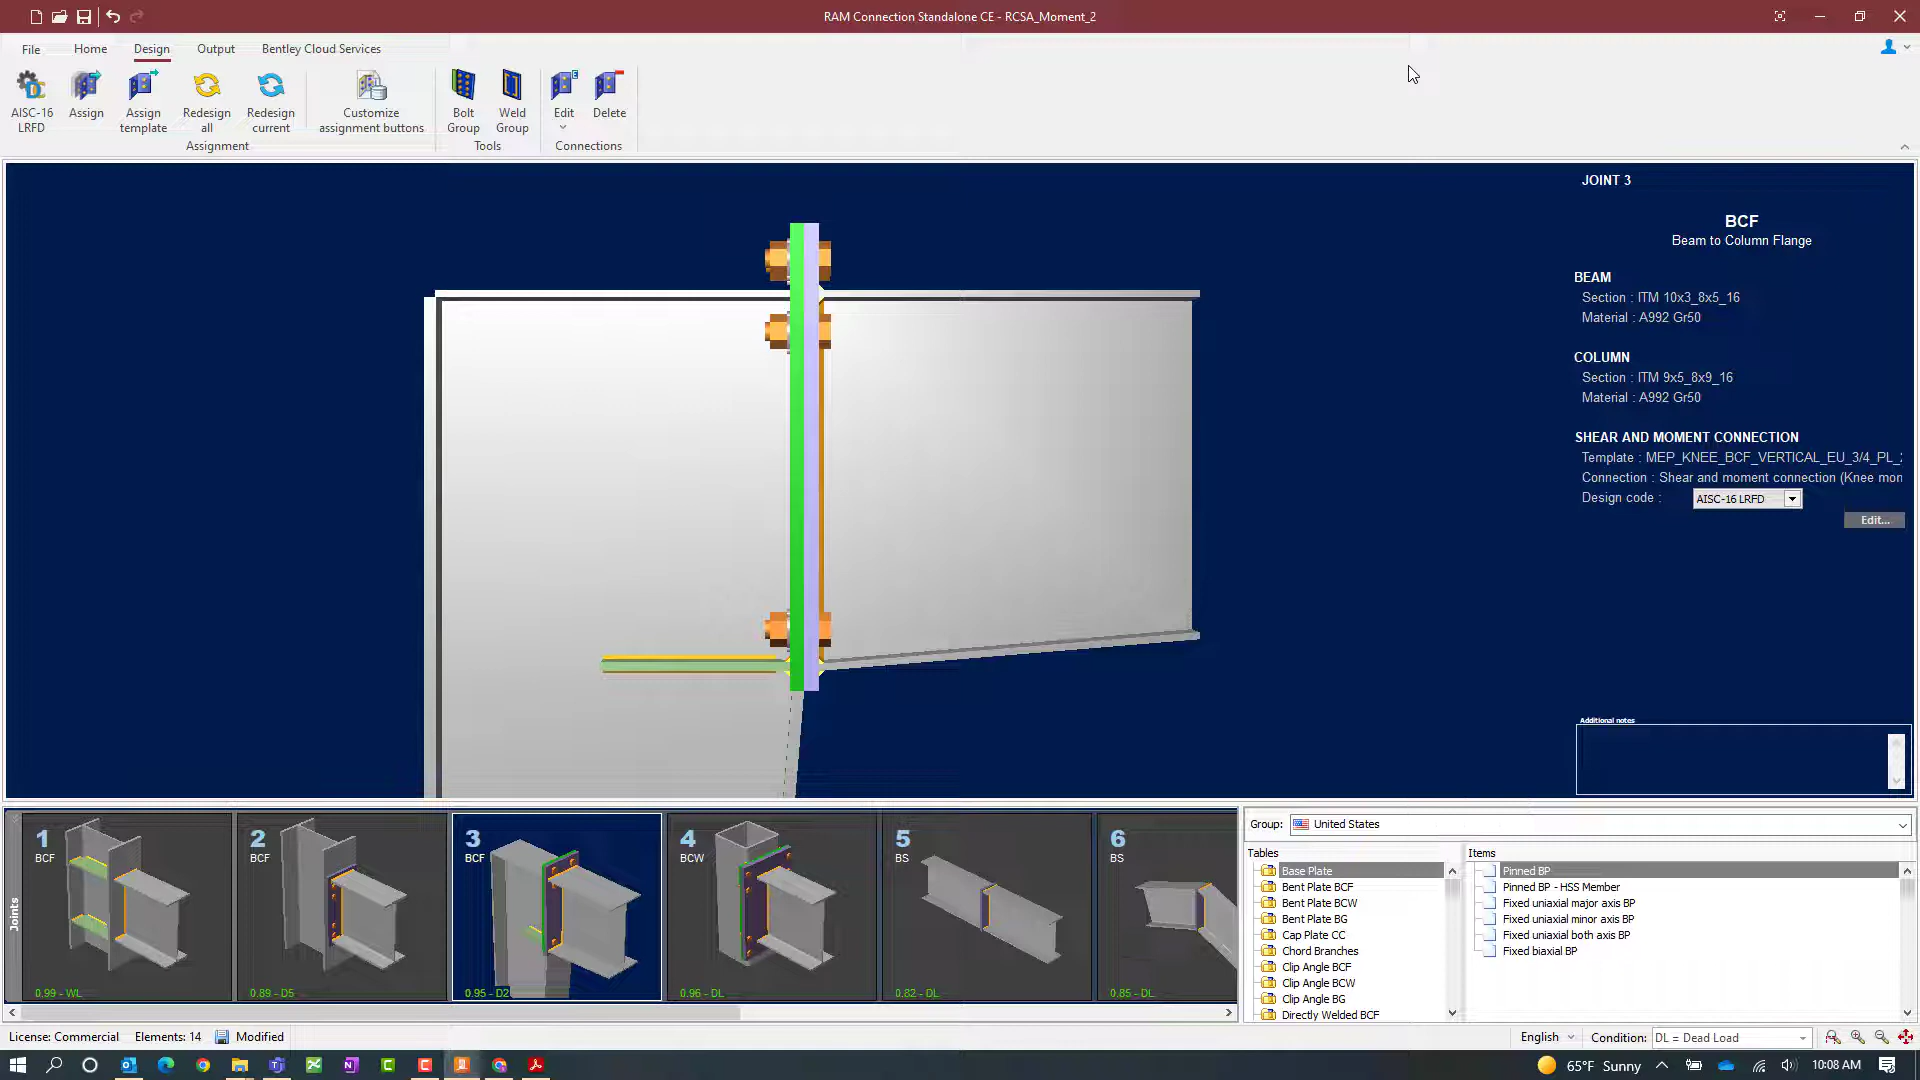 RAM Connection Standalone CE - RCSA_Moment_2
File
Home
Design
Output
Bentley Cloud Services
AISC-16
LRFD
Assign
Assign
template
Redesign
all
Redesign
current
Customize
assignment buttons
Bolt
Group
Weld
Group
Edit
Delete
Assignment
Tools
Connections
JOINT 3
BCF
Beam to Column Flange
BEAM
Section : ITM 10x3_8x5_16
Material : A992 Gr50
COLUMN
Section : ITM 9x5_8x9_16
Material : A992 Gr50
SHEAR AND MOMENT CONNECTION
Template : MEP_KNEE_BCF_VERTICAL_EU_3/4_PL_
Connection : Shear and moment connection (Knee mon
Design code :
AISC-16 LRFD
Edit...
Additional notes
Joints
1
BCF
0.99 - WL
2
BCF
0.89 - D5
3
BCF
0.95 - D2
4
BCW
0.96 - DL
5
BS
0.82 - DL
6
BS
0.85 - DL
Group:
United States
Tables
Base Plate
Bent Plate BCF
Bent Plate BCW
Bent Plate BG
Cap Plate CC
Chord Branches
Clip Angle BCF
Clip Angle BCW
Clip Angle BG
Directly Welded BCF
Items
Pinned BP
Pinned BP - HSS Member
Fixed uniaxial major axis BP
Fixed uniaxial minor axis BP
Fixed uniaxial both axis BP
Fixed biaxial BP
License: Commercial
Elements: 14
Modified
English
Condition:
DL = Dead Load
65°F Sunny
10:08 AM